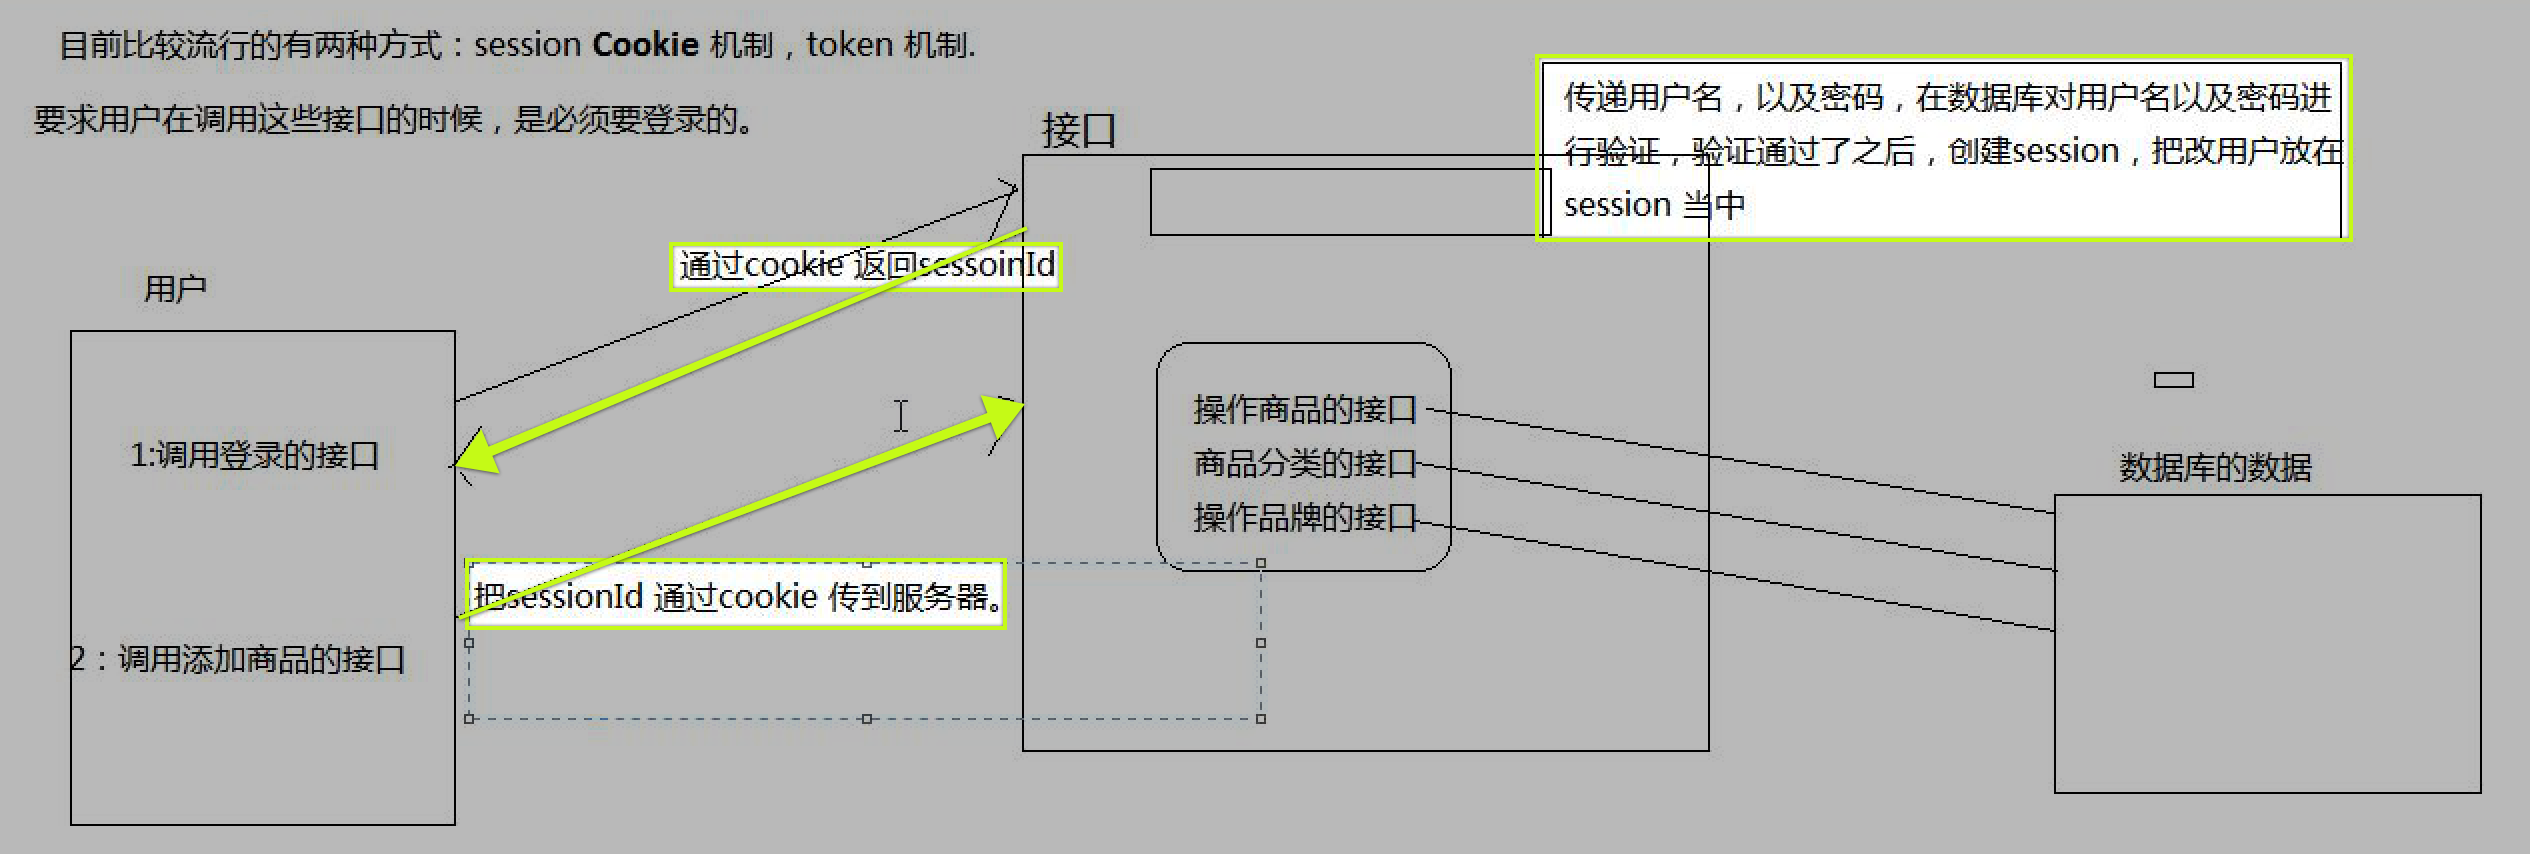 目前比较流行的有两种方式：session Cookie 机制，token 机制.
要求用户在调用这些接口的时候，是必须要登录的。
接口
传递用户名，以及密码，在数据库对用户名以及密码进
行验证，验证通过了之后，创建session，把改用户放在
session 当中
通过cookie 返回sessoinId
用户
操作商品的接口
1:调用登录的接口
商品分类的接口
数据库的数据
操作品牌的接口
把sessionId 通过cookie 传到服务器。
2：调用添加商品的接口